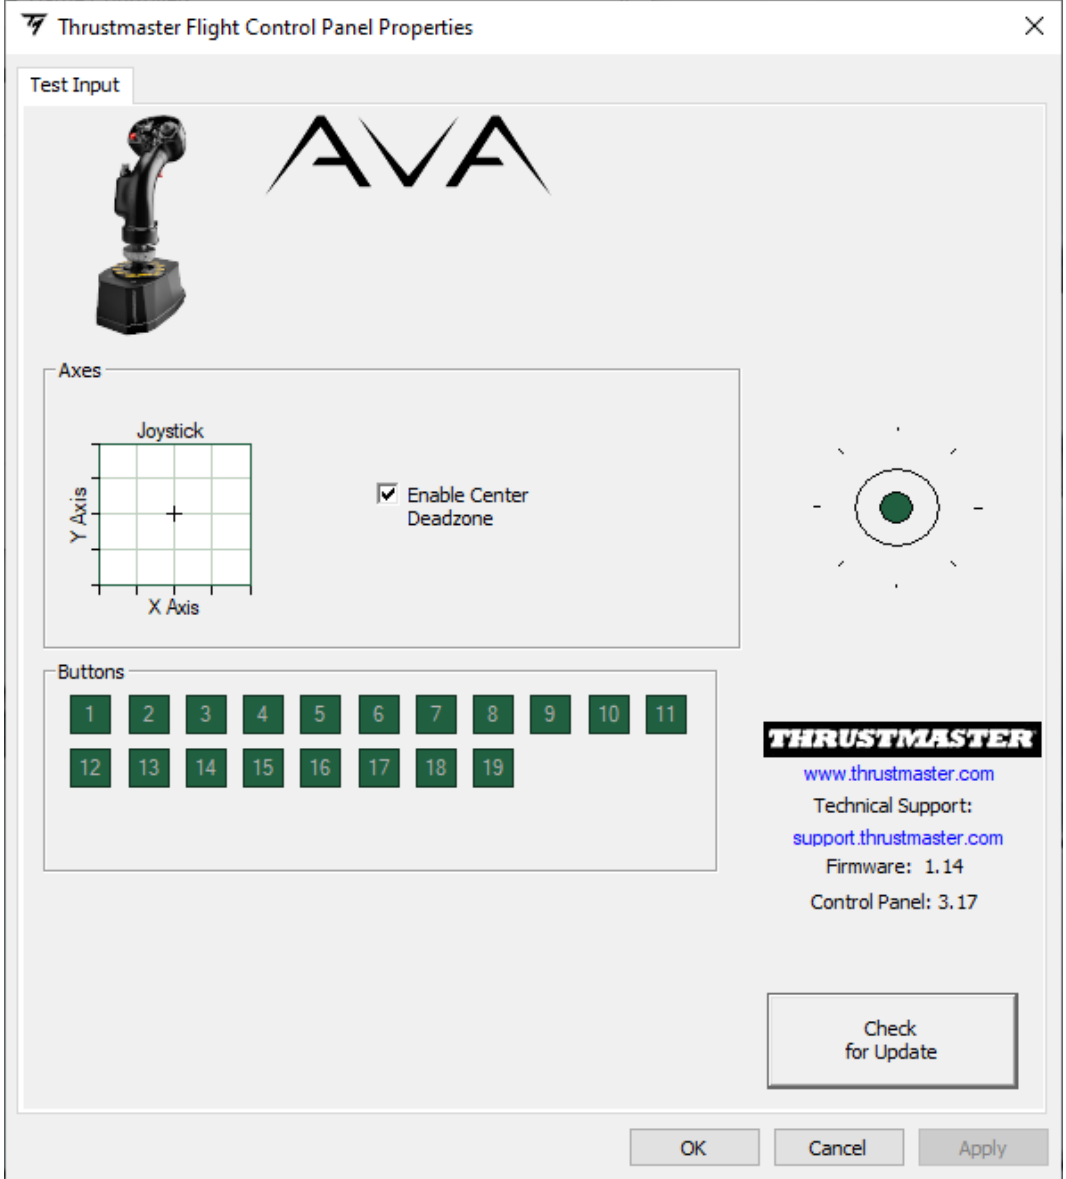 Thrustmaster Flight Control Panel Properties
Test Input
AVA
Axes
Joystick
Y Axis
X Axis
Enable Center
Deadzone
Buttons
1 2 3 4 5 6 7 8 9 10 11
12 13 14 15 16 17 18 19
THRUSTMASTER
www.thrustmaster.com
Technical Support:
support.thrustmaster.com
Firmware: 1.14
Control Panel: 3.17
Check
for Update
OK Cancel Apply